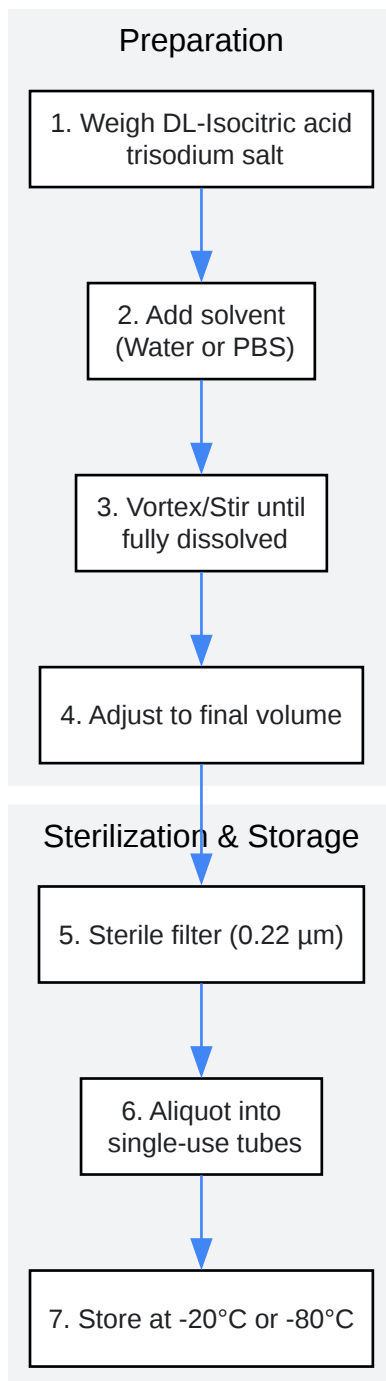 Preparation
1. Weigh DL-Isocitric acid
trisodium salt
2. Add solvent
(Water or PBS)
3. Vortex/Stir until
fully dissolved
4. Adjust to final volume
Sterilization & Storage
5. Sterile filter (0.22 µm)
6. Aliquot into
single-use tubes
7. Store at -20°C or -80°C